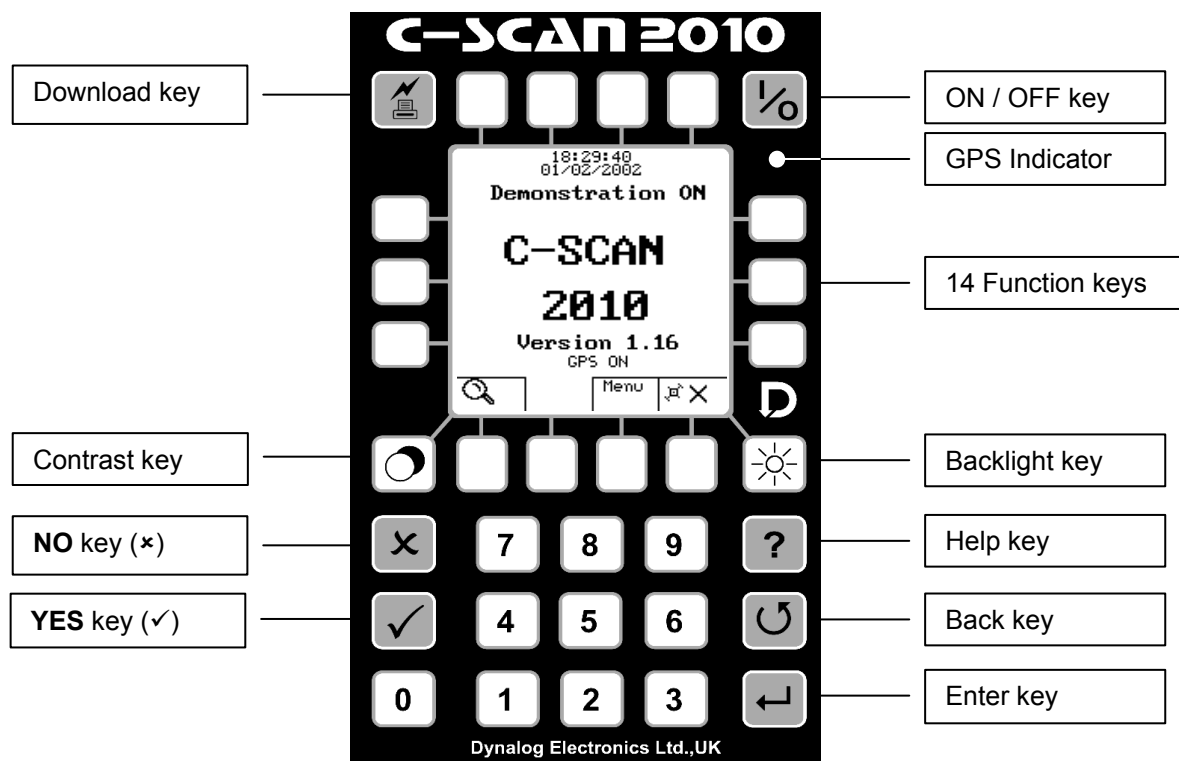 C-SCAN 2010
Download key
I/O
ON / OFF key
GPS Indicator
18:29:40
01/02/2002
Demonstration ON
C-SCAN
2010
Version 1.16
GPS ON
Menu
14 Function keys
Contrast key
Backlight key
NO key (×)
7 8 9 ?
Help key
YES key (✓)
4 5 6
Back key
0 1 2 3
Enter key
Dynalog Electronics Ltd.,UK